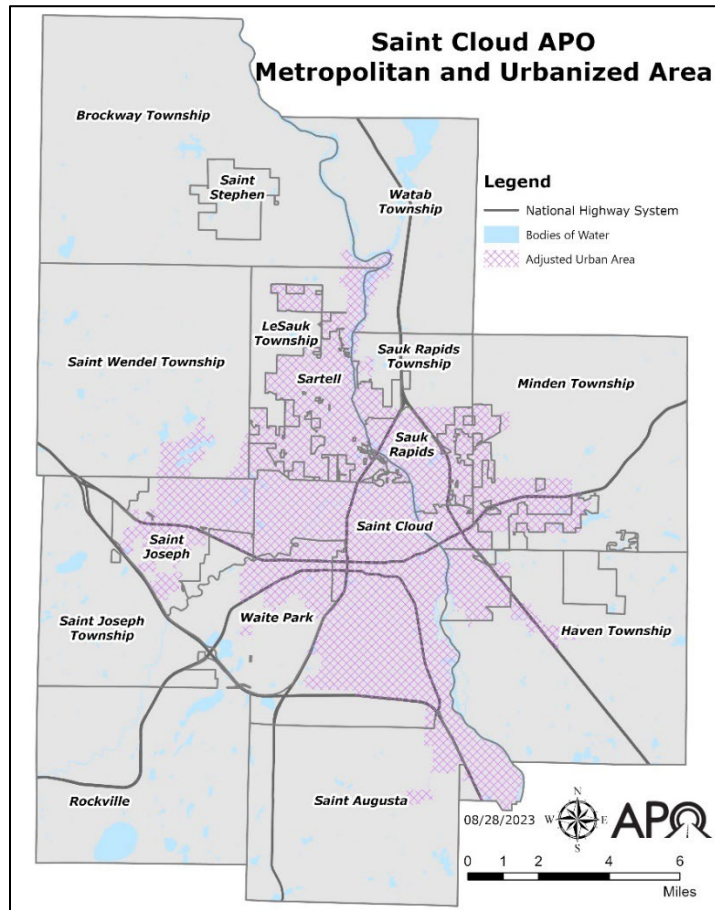 Saint Cloud APO
Metropolitan and Urbanized Area
Brockway Township
Saint
Stephen
Watab
Township
Legend
National Highway System
Bodies of Water
Adjusted Urban Area
LeSauk
Township
Saint Wendel Township
Sartell
Sauk Rapids
Township
Minden Township
Sauk
Rapids
Saint Cloud
Saint
Joseph
Saint Joseph
Township
Waite Park
Haven Township
Rockville
Saint Augusta
08/28/2023
N
W E
S
APO
0 1 2 4 6
Miles